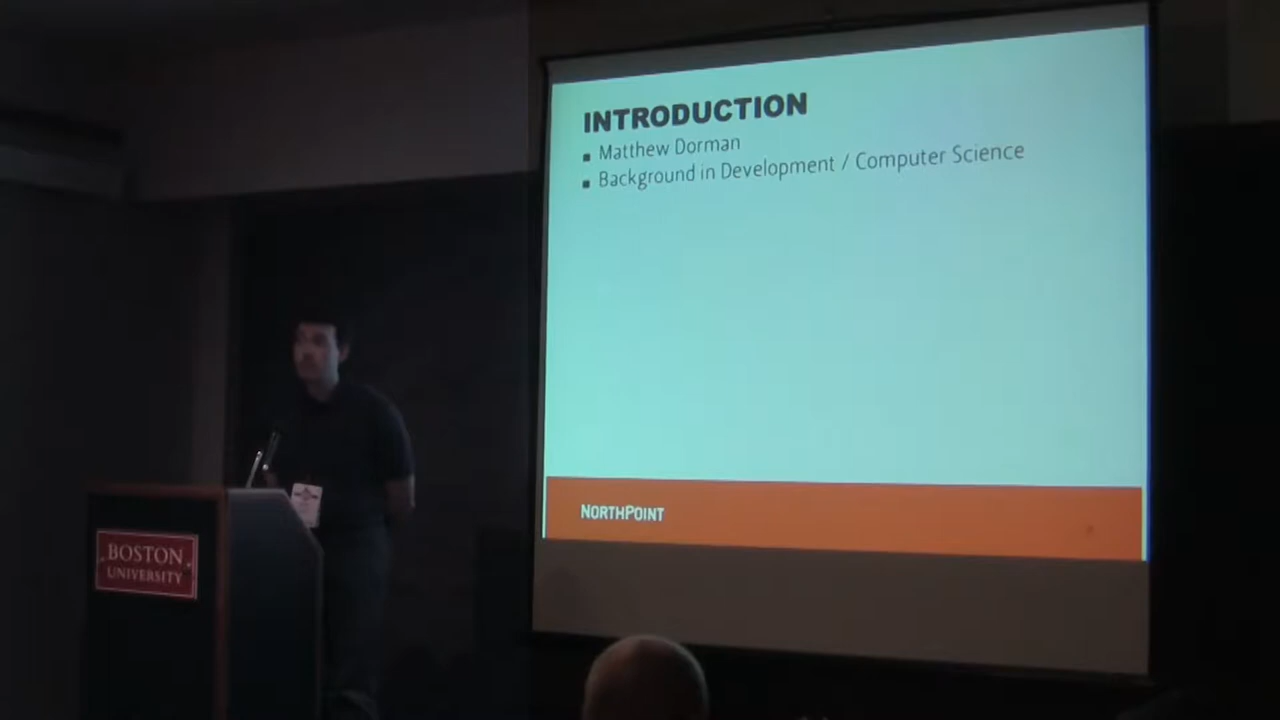 INTRODUCTION
Matthew Dorman
Background in Development / Computer Science
NORTHPOINT
BOSTON
UNIVERSITY